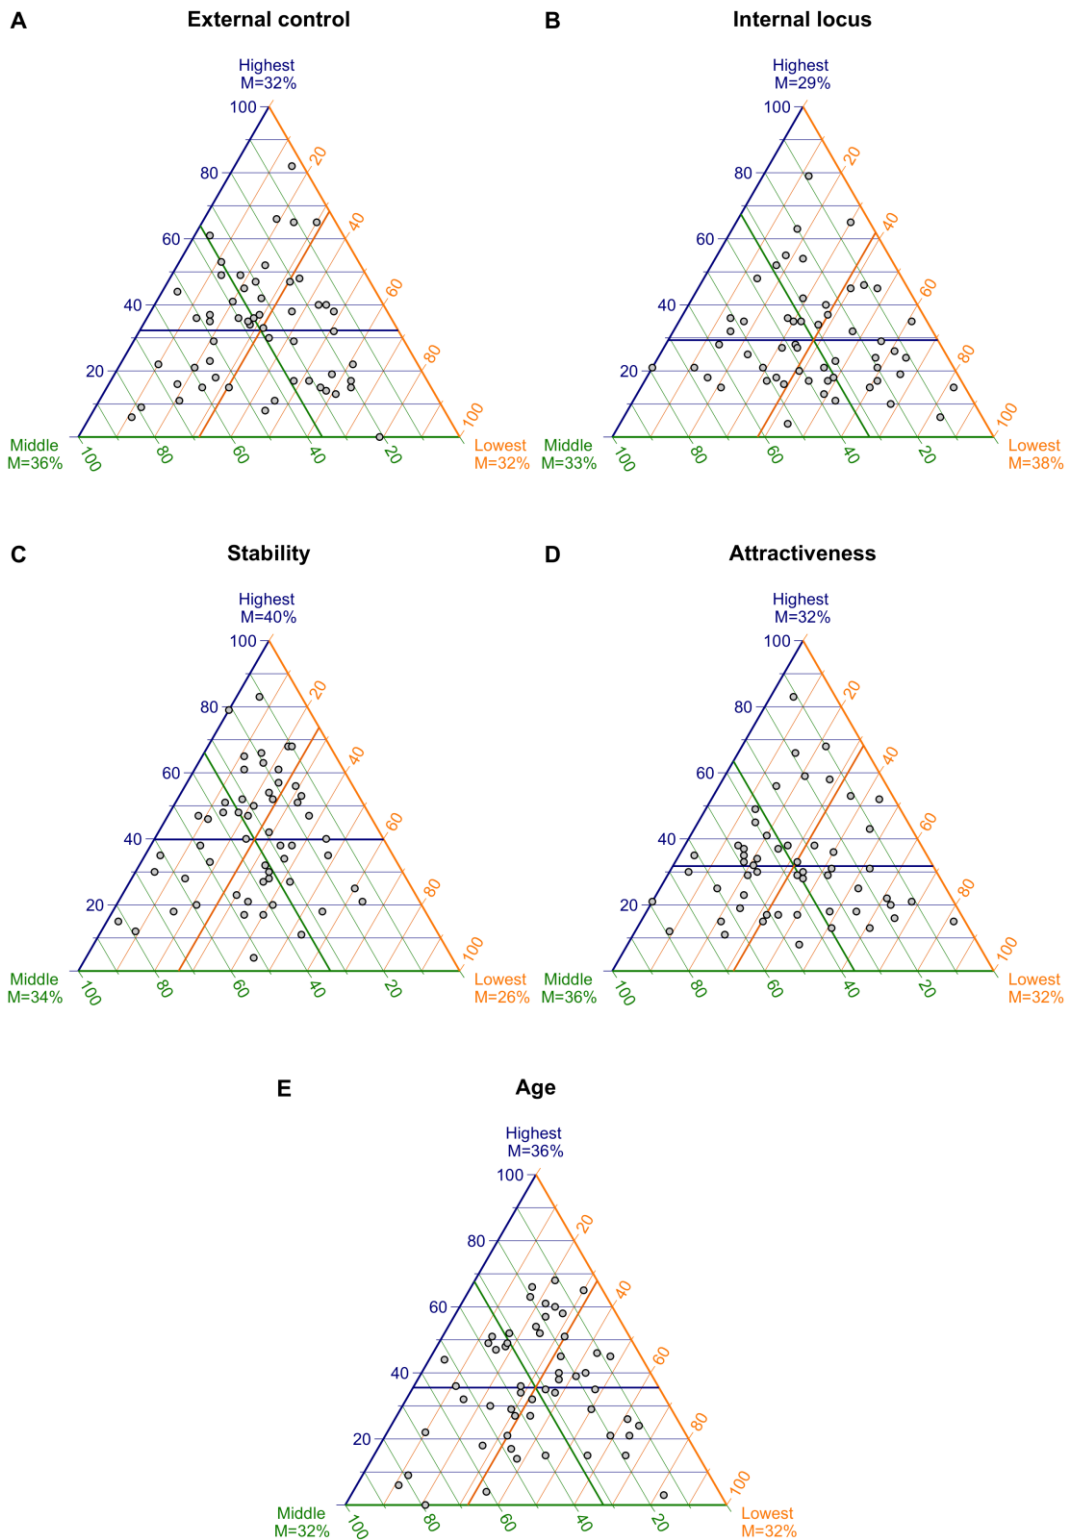 A
External control
Highest
M=32%
100
80
60
40
20
20
40
60
80
100
Middle
M=36%
100
80
60
40
20
Lowest
M=32%
B
Internal locus
Highest
M=29%
100
80
60
40
20
20
40
60
80
100
Middle
M=33%
100
80
60
40
20
Lowest
M=38%
C
Stability
Highest
M=40%
100
80
60
40
20
20
40
60
80
100
Middle
M=34%
100
80
60
40
20
Lowest
M=26%
D
Attractiveness
Highest
M=32%
100
80
60
40
20
20
40
60
80
100
Middle
M=36%
100
80
60
40
20
Lowest
M=32%
E
Age
Highest
M=36%
100
80
60
40
20
20
40
60
80
100
Middle
M=32%
100
80
60
40
20
Lowest
M=32%